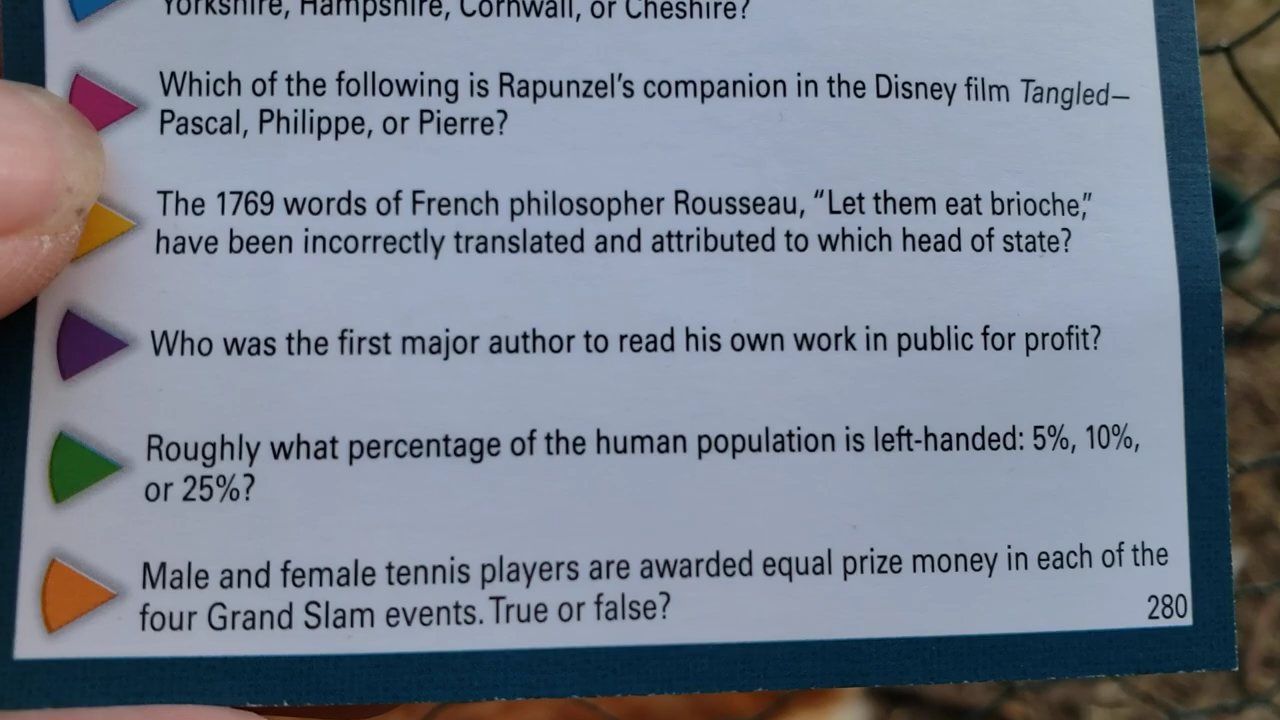 Yorkshire, Hampshire, Cornwall, or Cheshire?
Which of the following is Rapunzel's companion in the Disney film Tangled—
Pascal, Philippe, or Pierre?
The 1769 words of French philosopher Rousseau, “Let them eat brioche,”
have been incorrectly translated and attributed to which head of state?
Who was the first major author to read his own work in public for profit?
Roughly what percentage of the human population is left-handed: 5%, 10%,
or 25%?
Male and female tennis players are awarded equal prize money in each of the
four Grand Slam events. True or false?
280